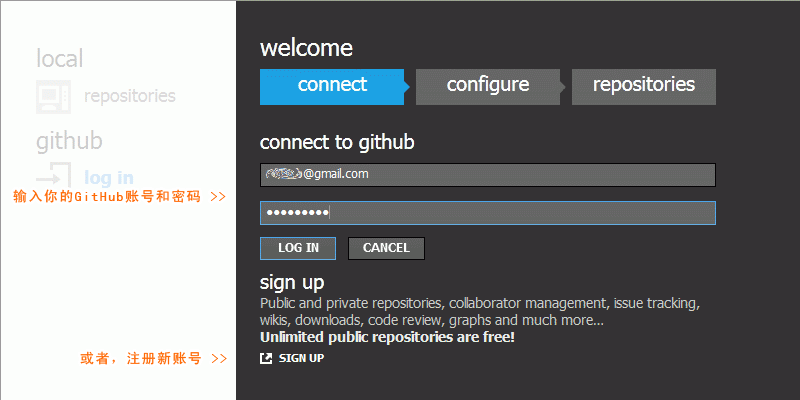 local
repositories
github
log in
输入你的GitHub账号和密码 >>
或者，注册新账号 >>
welcome
connect
configure
repositories
connect to github
@gmail.com
●●●●●●●●●
LOG IN
CANCEL
sign up
Public and private repositories, collaborator management, issue tracking,
wikis, downloads, code review, graphs and much more...
Unlimited public repositories are free!
SIGN UP